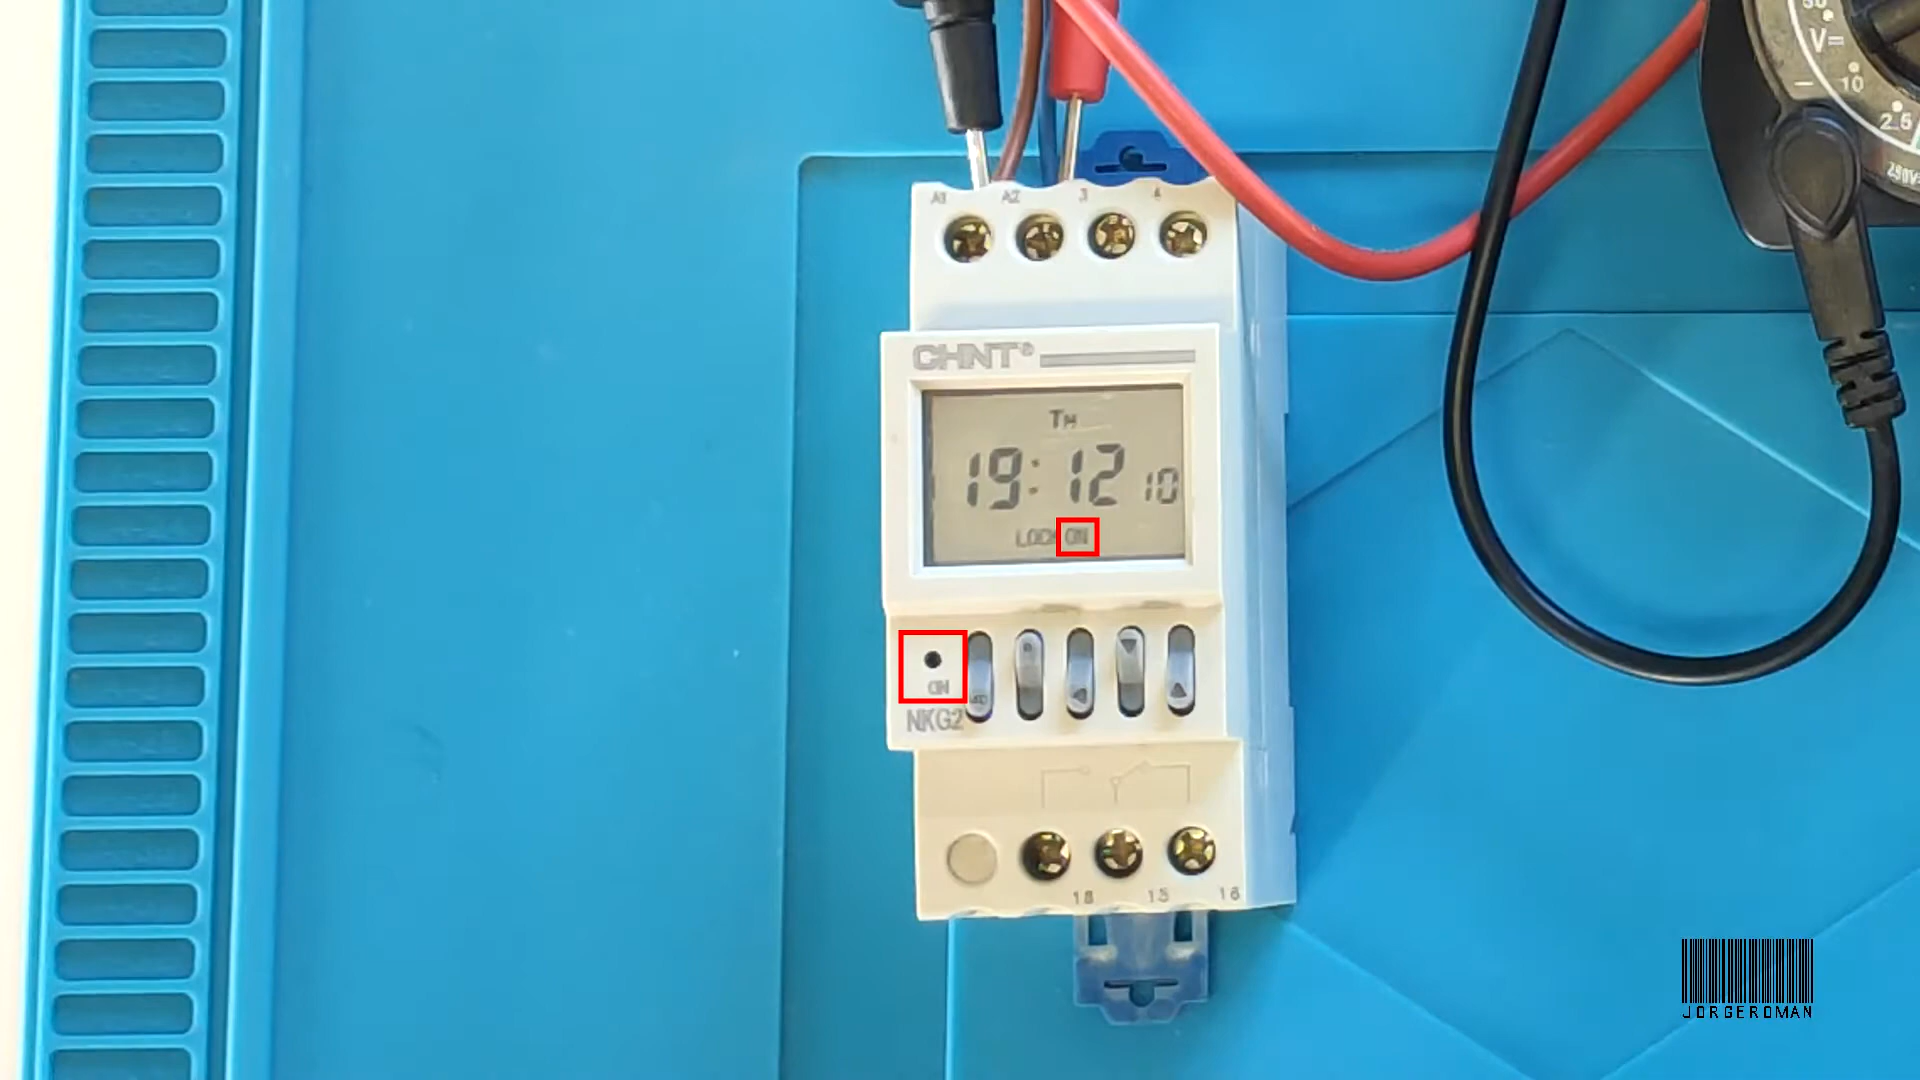 V=
10
2.5
A1 A2 3 4
CHNT®
TH
19:12 10
LOCK ON
ON
NKG2
18 15 16
JORGEROMAN